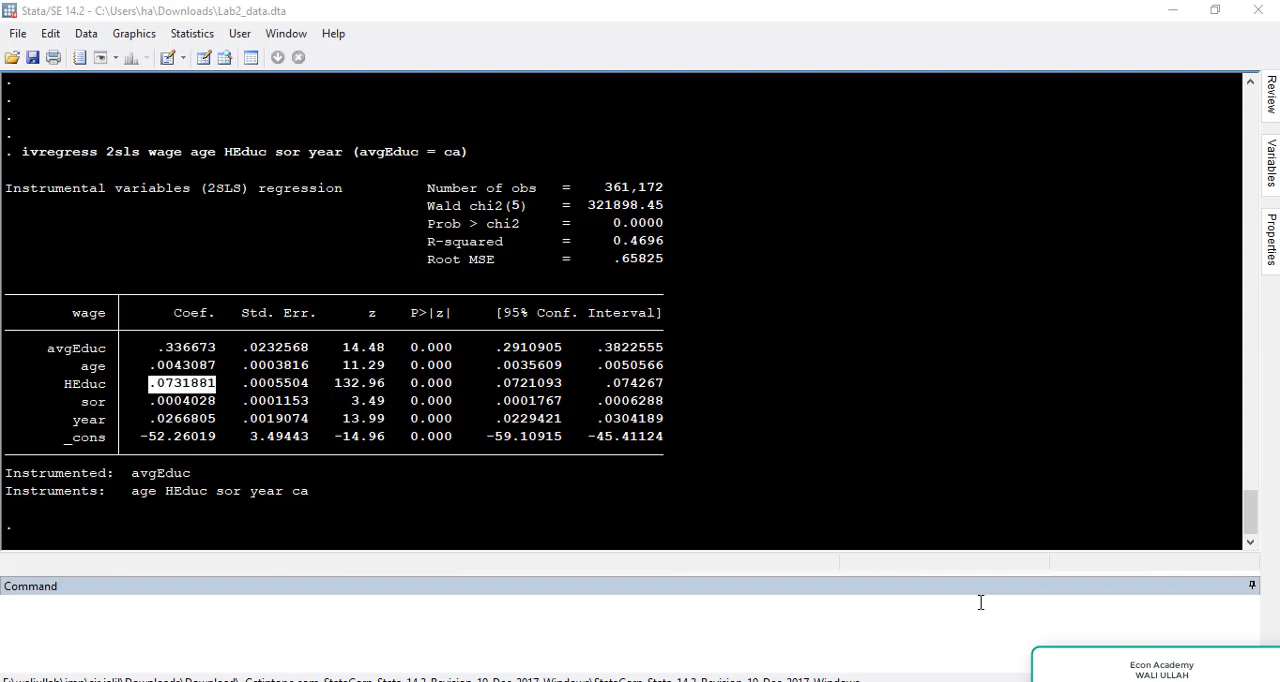 Stata/SE 14.2 - C:\Users\ha\Downloads\Lab2_data.dta
File Edit Data Graphics Statistics User Window Help
.
.
.
.
. ivregress 2sls wage age HEduc sor year (avgEduc = ca)
Instrumental variables (2SLS) regression Number of obs = 361,172
Wald chi2(5) = 321898.45
Prob > chi2 = 0.0000
R-squared = 0.4696
Root MSE = .65825
wage Coef. Std. Err. z P>|z| [95% Conf. Interval]
avgEduc .336673 .0232568 14.48 0.000 .2910905 .3822555
age .0043087 .0003816 11.29 0.000 .0035609 .0050566
HEduc .0731881 .0005504 132.96 0.000 .0721093 .074267
sor .0004028 .0001153 3.49 0.000 .0001767 .0006288
year .0266805 .0019074 13.99 0.000 .0229421 .0304189
_cons -52.26019 3.49443 -14.96 0.000 -59.10915 -45.41124
Instrumented: avgEduc
Instruments: age HEduc sor year ca
.
Review
Variables
Properties
Command
Econ Academy
WALI ULLAH